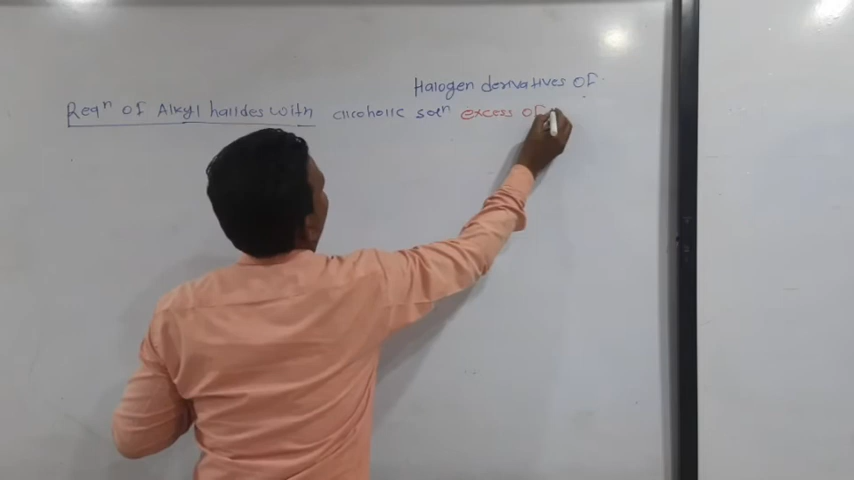 Halogen derivatives of
Reaⁿ of Alkyl halides with alcoholic solⁿ excess of